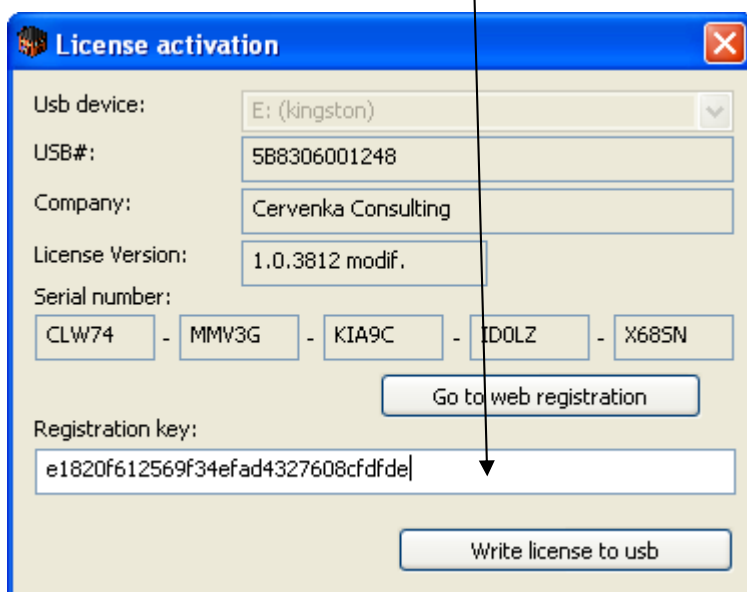 License activation
Usb device: E: (kingston)
USB#: 5B8306001248
Company: Cervenka Consulting
License Version: 1.0.3812 modif.
Serial number:
CLW74 - MMV3G - KIA9C - ID0LZ - X68SN
Go to web registration
Registration key:
e1820f612569f34efad4327608cfdfde
Write license to usb